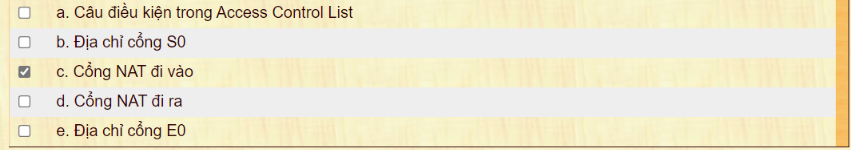 a. Câu điều kiện trong Access Control List
b. Địa chỉ cổng S0
c. Cổng NAT đi vào
d. Cổng NAT đi ra
e. Địa chỉ cổng E0